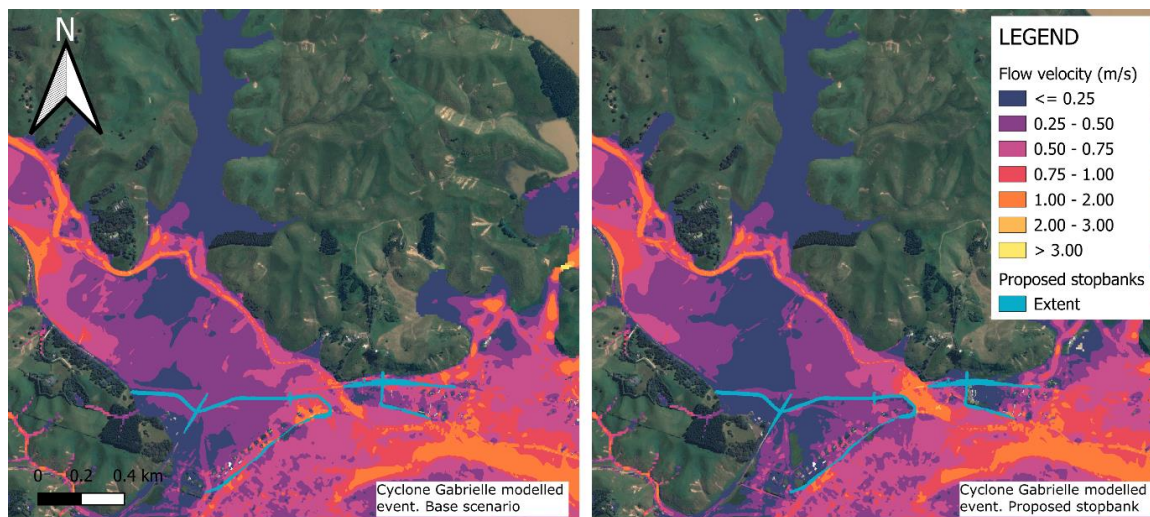 N
0 0.2 0.4 km
Cyclone Gabrielle modelled
event. Base scenario
LEGEND
Flow velocity (m/s)
<= 0.25
0.25 - 0.50
0.50 - 0.75
0.75 - 1.00
1.00 - 2.00
2.00 - 3.00
> 3.00
Proposed stopbanks
Extent
Cyclone Gabrielle modelled
event. Proposed stopbank